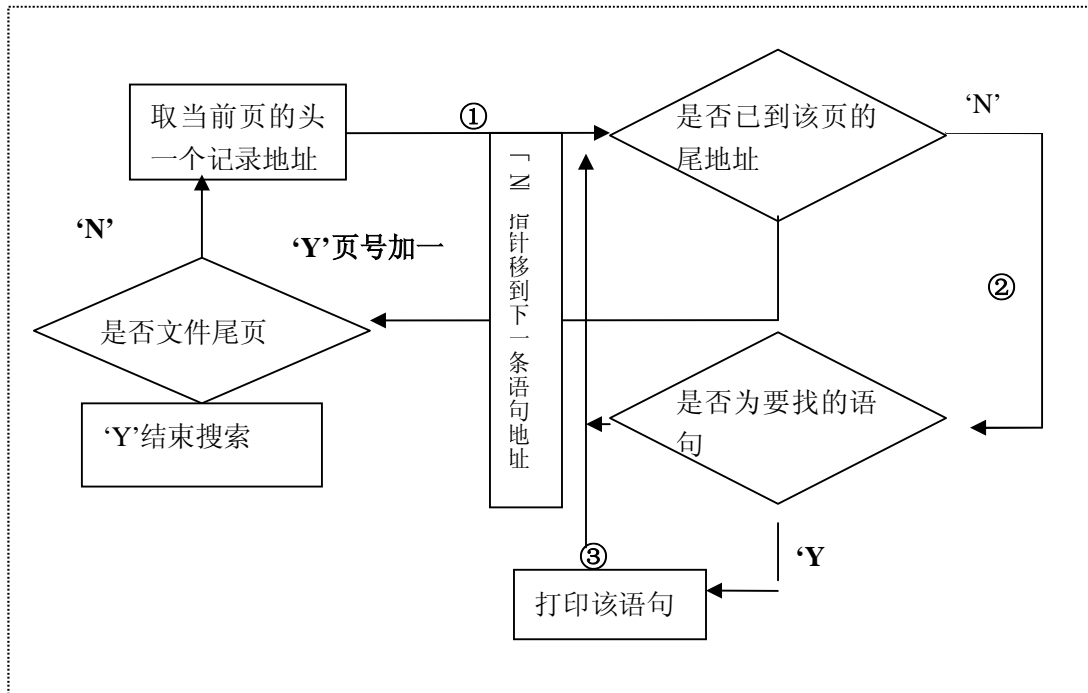 取当前页的头
一个记录地址
①
是否已到该页的
尾地址
‘N’
‘N’
‘Y’页号加一
指针移到下一条语句地址
②
是否文件尾页
是否为要找的语
句
‘Y’结束搜索
③
‘Y
打印该语句